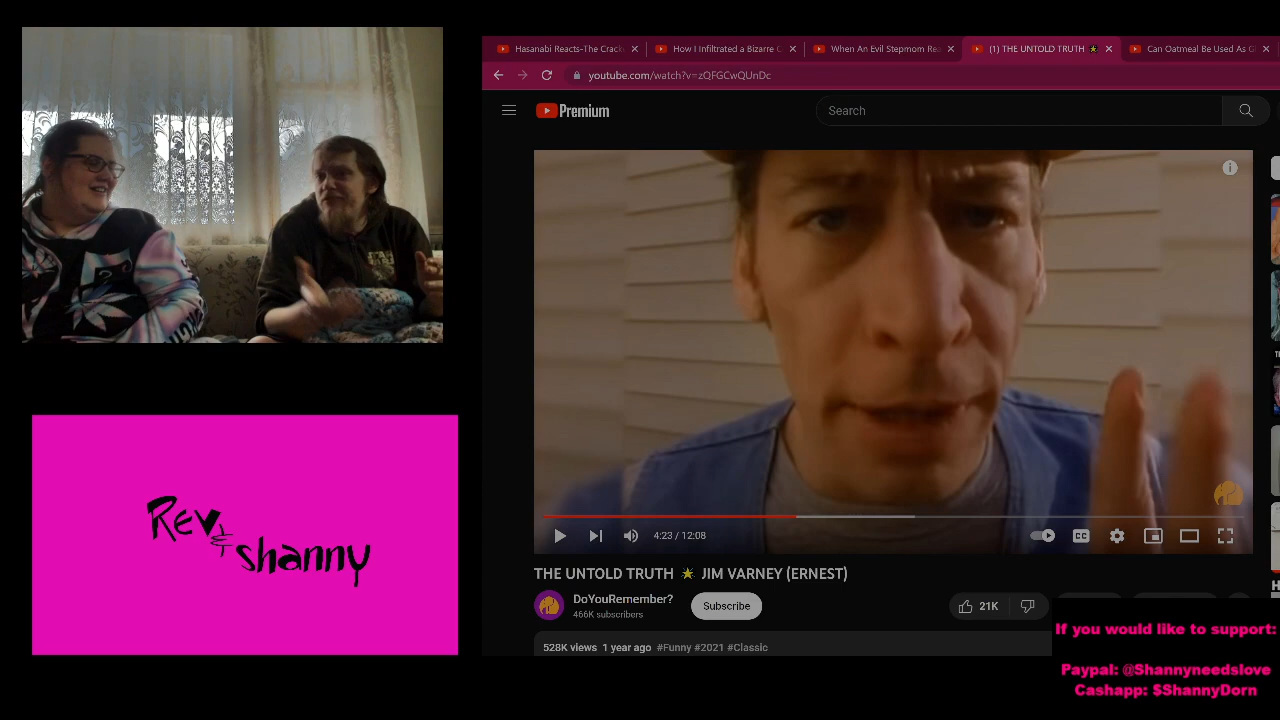 Hasanabi Reacts-The Crack
How I Infiltrated a Bizarre C
When An Evil Stepmom Rea
(1) THE UNTOLD TRUTH
Can Oatmeal Be Used As G
youtube.com/watch?v=zQFGCwQUnDc
Premium
Search
Rev
&
Shanny
4:23 / 12:08
CC
THE UNTOLD TRUTH 🌟 JIM VARNEY (ERNEST)
DoYouRemember?
466K subscribers
Subscribe
21K
528K views 1 year ago #Funny #2021 #Classic
If you would like to support:
Paypal: @Shannyneedslove
Cashapp: $ShannyDorn